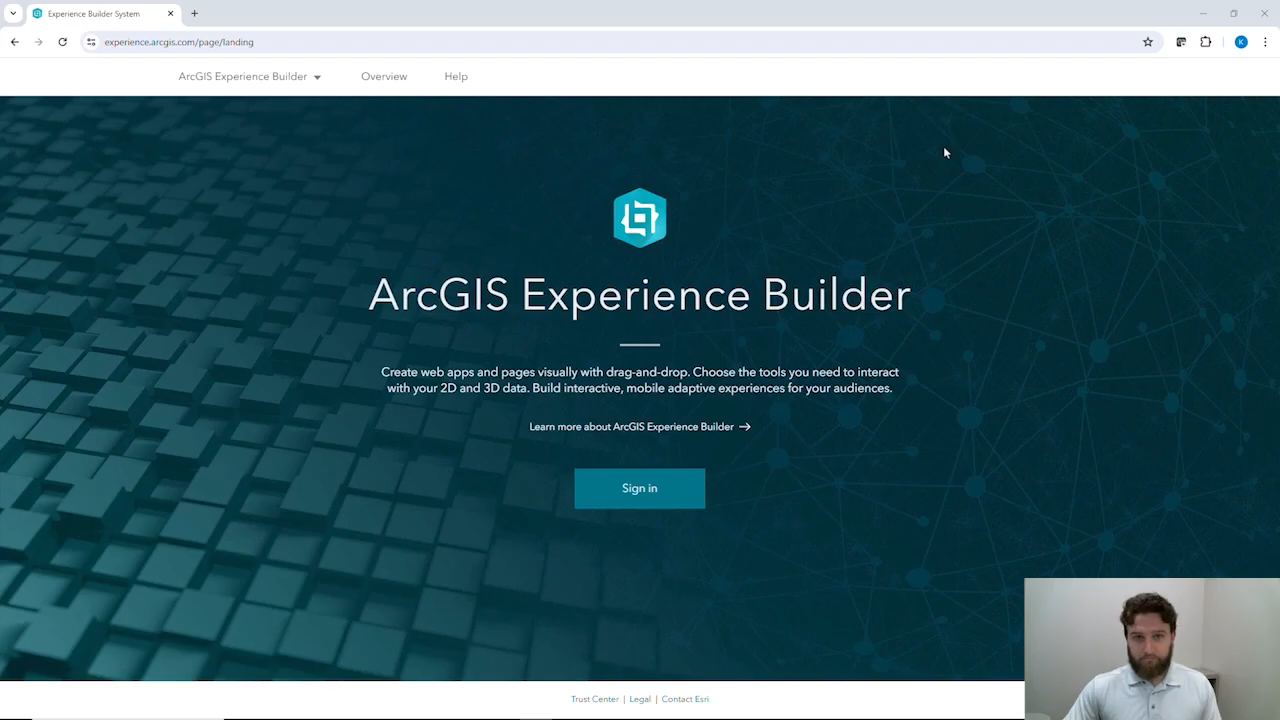 Experience Builder System
experience.arcgis.com/page/landing
K
ArcGIS Experience Builder
Overview
Help
ArcGIS Experience Builder
Create web apps and pages visually with drag-and-drop. Choose the tools you need to interact
with your 2D and 3D data. Build interactive, mobile adaptive experiences for your audiences.
Learn more about ArcGIS Experience Builder →
Sign in
Trust Center | Legal | Contact Esri